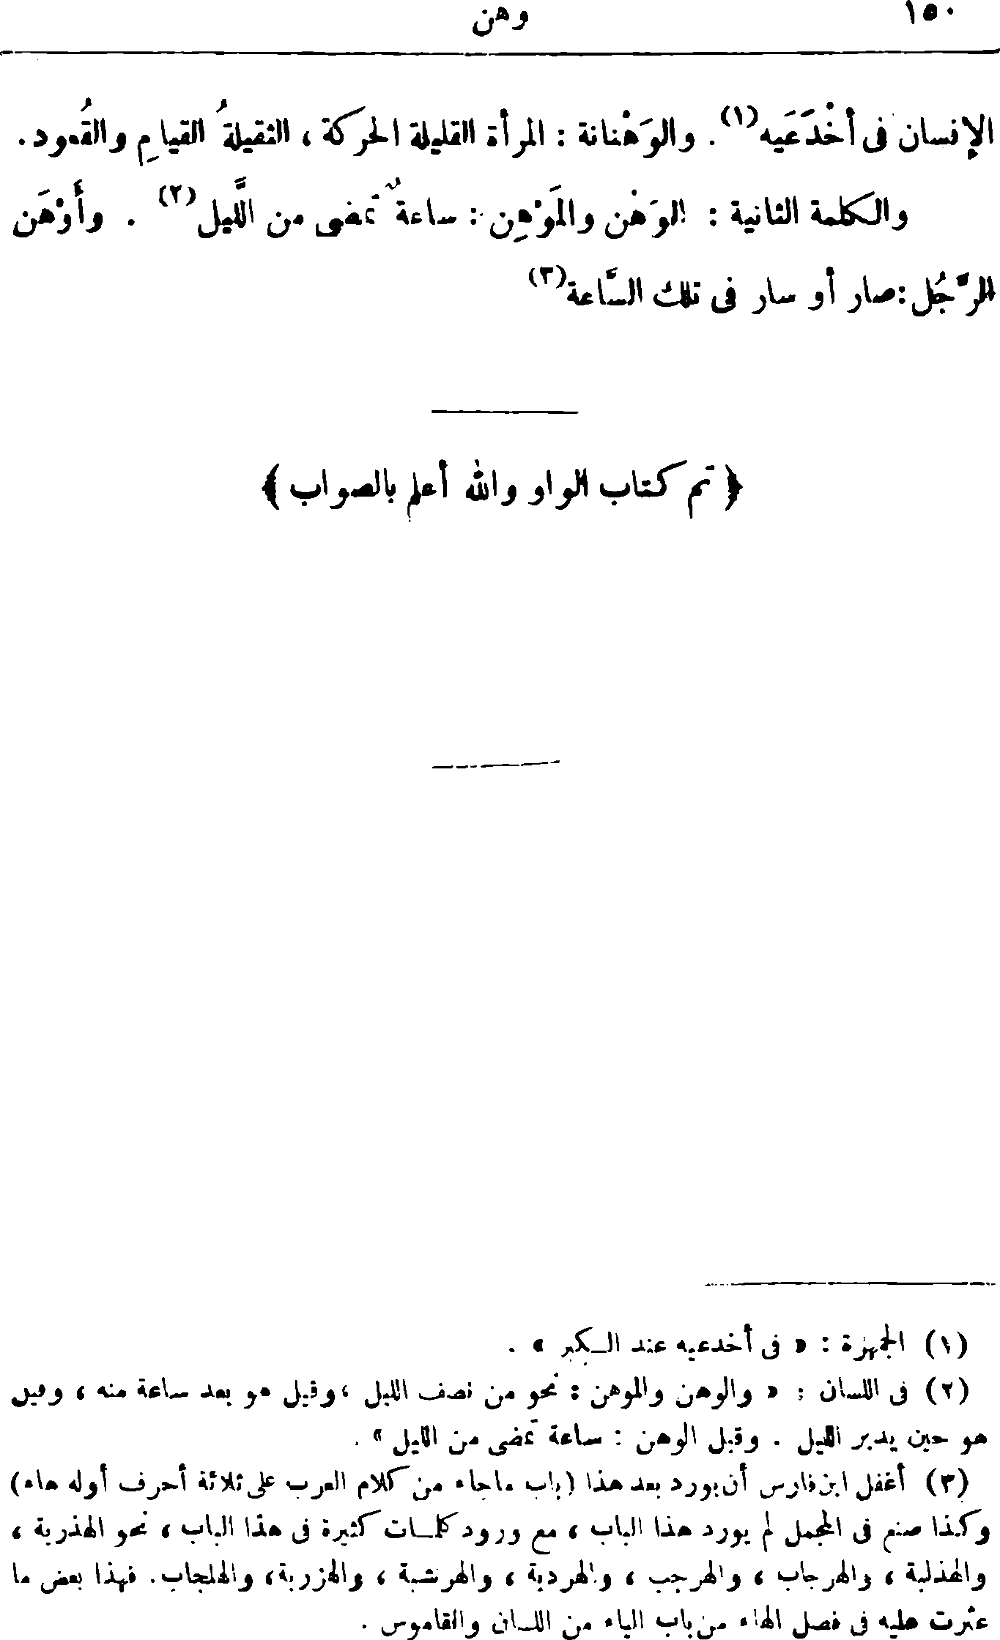 ١٥٠
وهن
الإنسان فى أخْدَعَيه(١). والوَهْنانة : المرأة القليلة الحركة ، الثقيلةُ القيامِ والقُعود.
والكلمة الثانية : الوَهْن والمَوْهِن : ساعةٌ تمضى من اللَّيل(٢) . وأَوْهَن
الرّجُل :صار أو سار فى تلك السَّاعة(٣)
﴿ تم كتاب الواو والله أعلم بالصواب ﴾
(١) الجمهرة : « فى أخدعيه عند الكبر » .
(٢) فى اللسان : « والوهن والموهن : نحو من نصف الليل ، وقيل هو بعد ساعة منه ، وقيل
هو حين يدبر الليل . وقيل الوهن : ساعة تمضى من الليل » .
(٣) أغفل ابن فارس أن يورد بعد هذا (باب ماجاء من كلام العرب على ثلاثة أحرف أوله هاء)
وكذا صنع فى المجمل لم يورد هذا الباب ، مع ورود كلمات كثيرة فى هذا الباب ، نحو الهذربة ،
والهذلبة ، والهرجاب ، والهرجب ، والهردبة ، والهرشبة ، والهزربة، والهلجاب. فهذا بعض ما
عثرت عليه فى فصل الهاء من باب الباء من اللسان والقاموس .